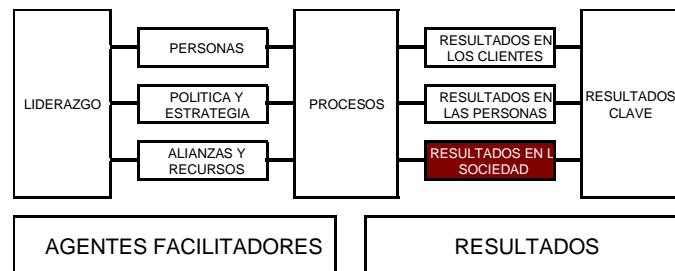 LIDERAZGO
PERSONAS
POLITICA Y
ESTRATEGIA
ALIANZAS Y
RECURSOS
PROCESOS
RESULTADOS EN
LOS CLIENTES
RESULTADOS EN
LAS PERSONAS
RESULTADOS EN L
SOCIEDAD
RESULTADOS
CLAVE
AGENTES FACILITADORES
RESULTADOS